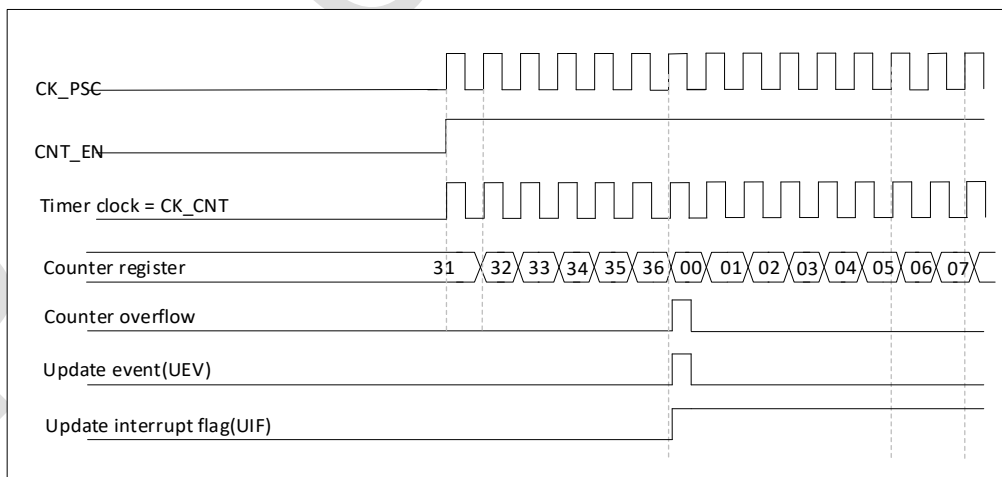 CK_PSC
CNT_EN
Timer clock = CK_CNT
Counter register 31 32 33 34 35 36 00 01 02 03 04 05 06 07
Counter overflow
Update event(UEV)
Update interrupt flag(UIF)